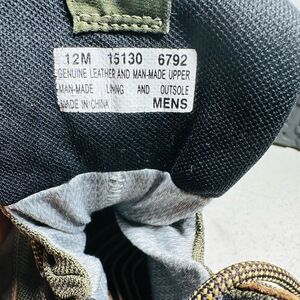 12M 15130 6792
GENUINE LEATHER AND MAN-MADE UPPER
MAN-MADE LINING AND OUTSOLE
MADE IN CHINA MENS